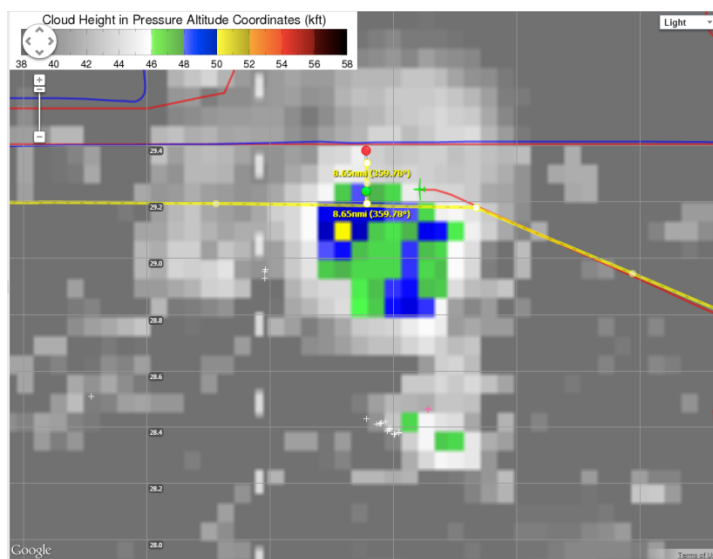 Cloud Height in Pressure Altitude Coordinates (kft)
Light
38 40 42 44 46 48 50 52 54 56 58
29.4
8.65nmi (359.78°)
29.2
8.65nmi (359.78°)
29.0
28.8
28.6
28.4
28.2
28.0
Google
Terms of U